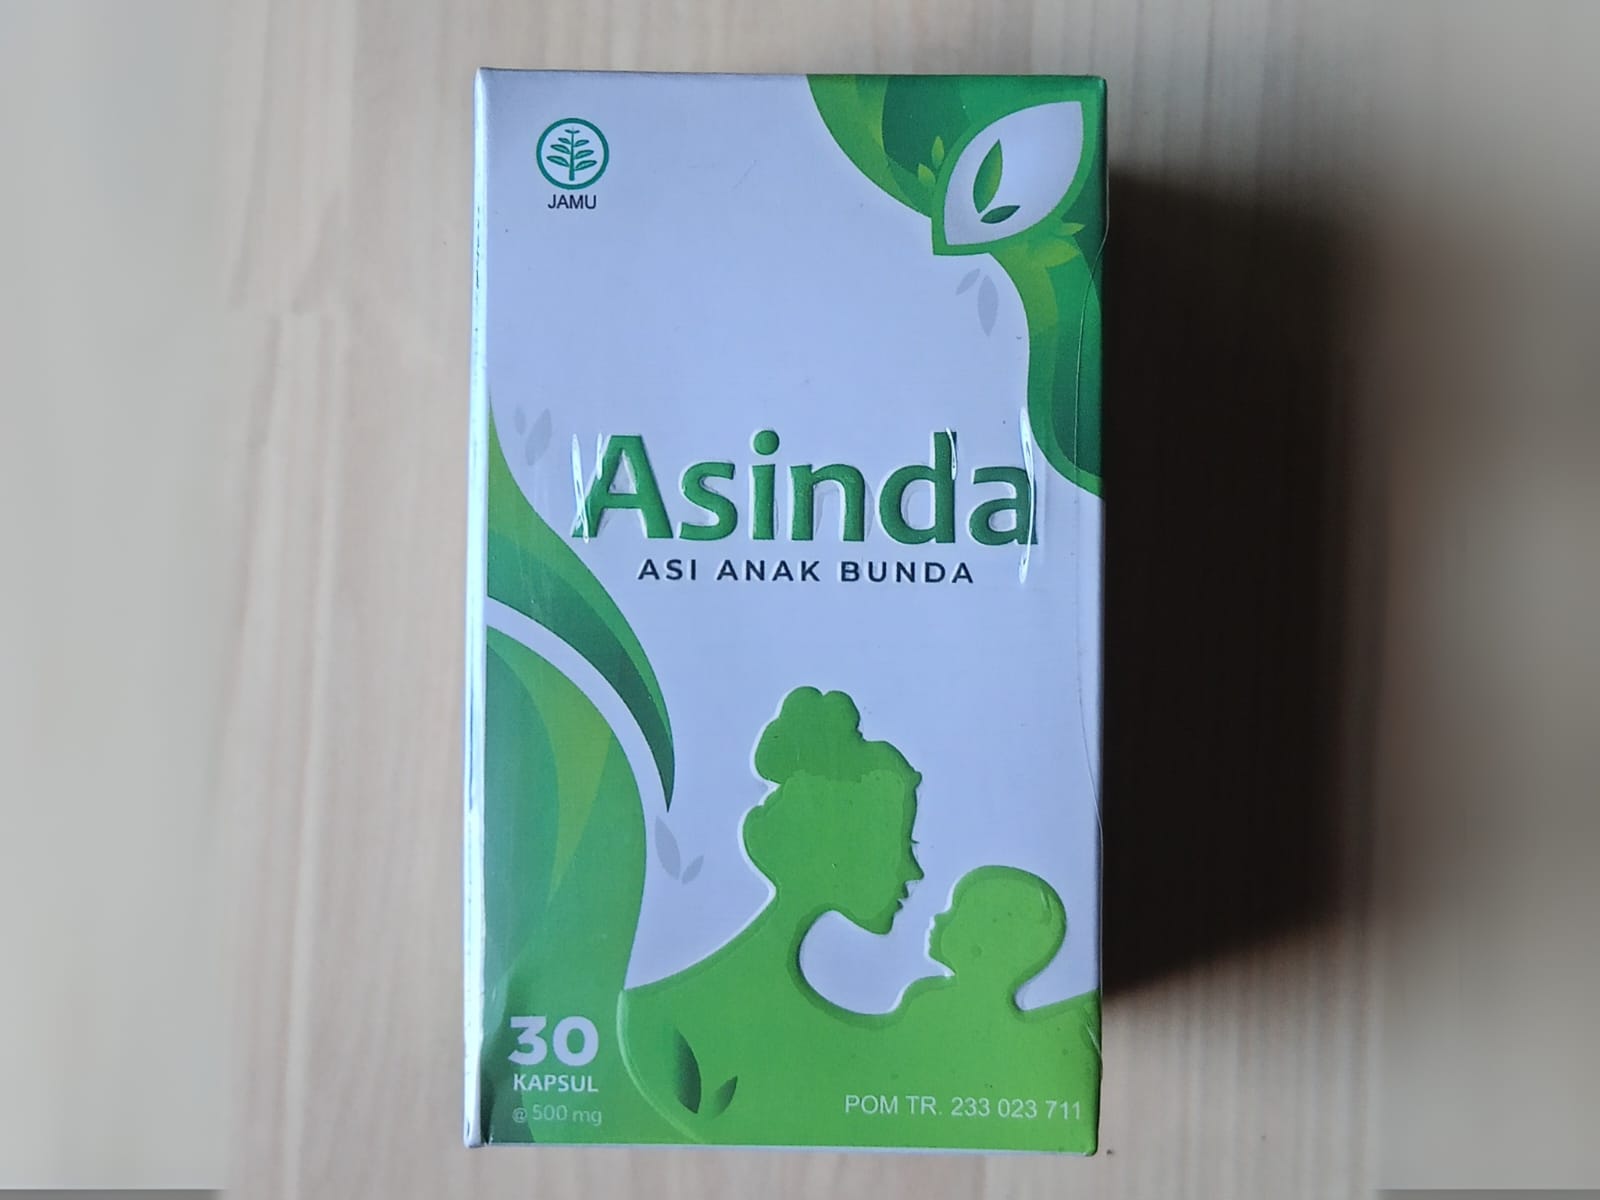 JAMU
Asinda
ASI ANAK BUNDA
30
KAPSUL
@ 500 mg
POM TR. 233 023 711